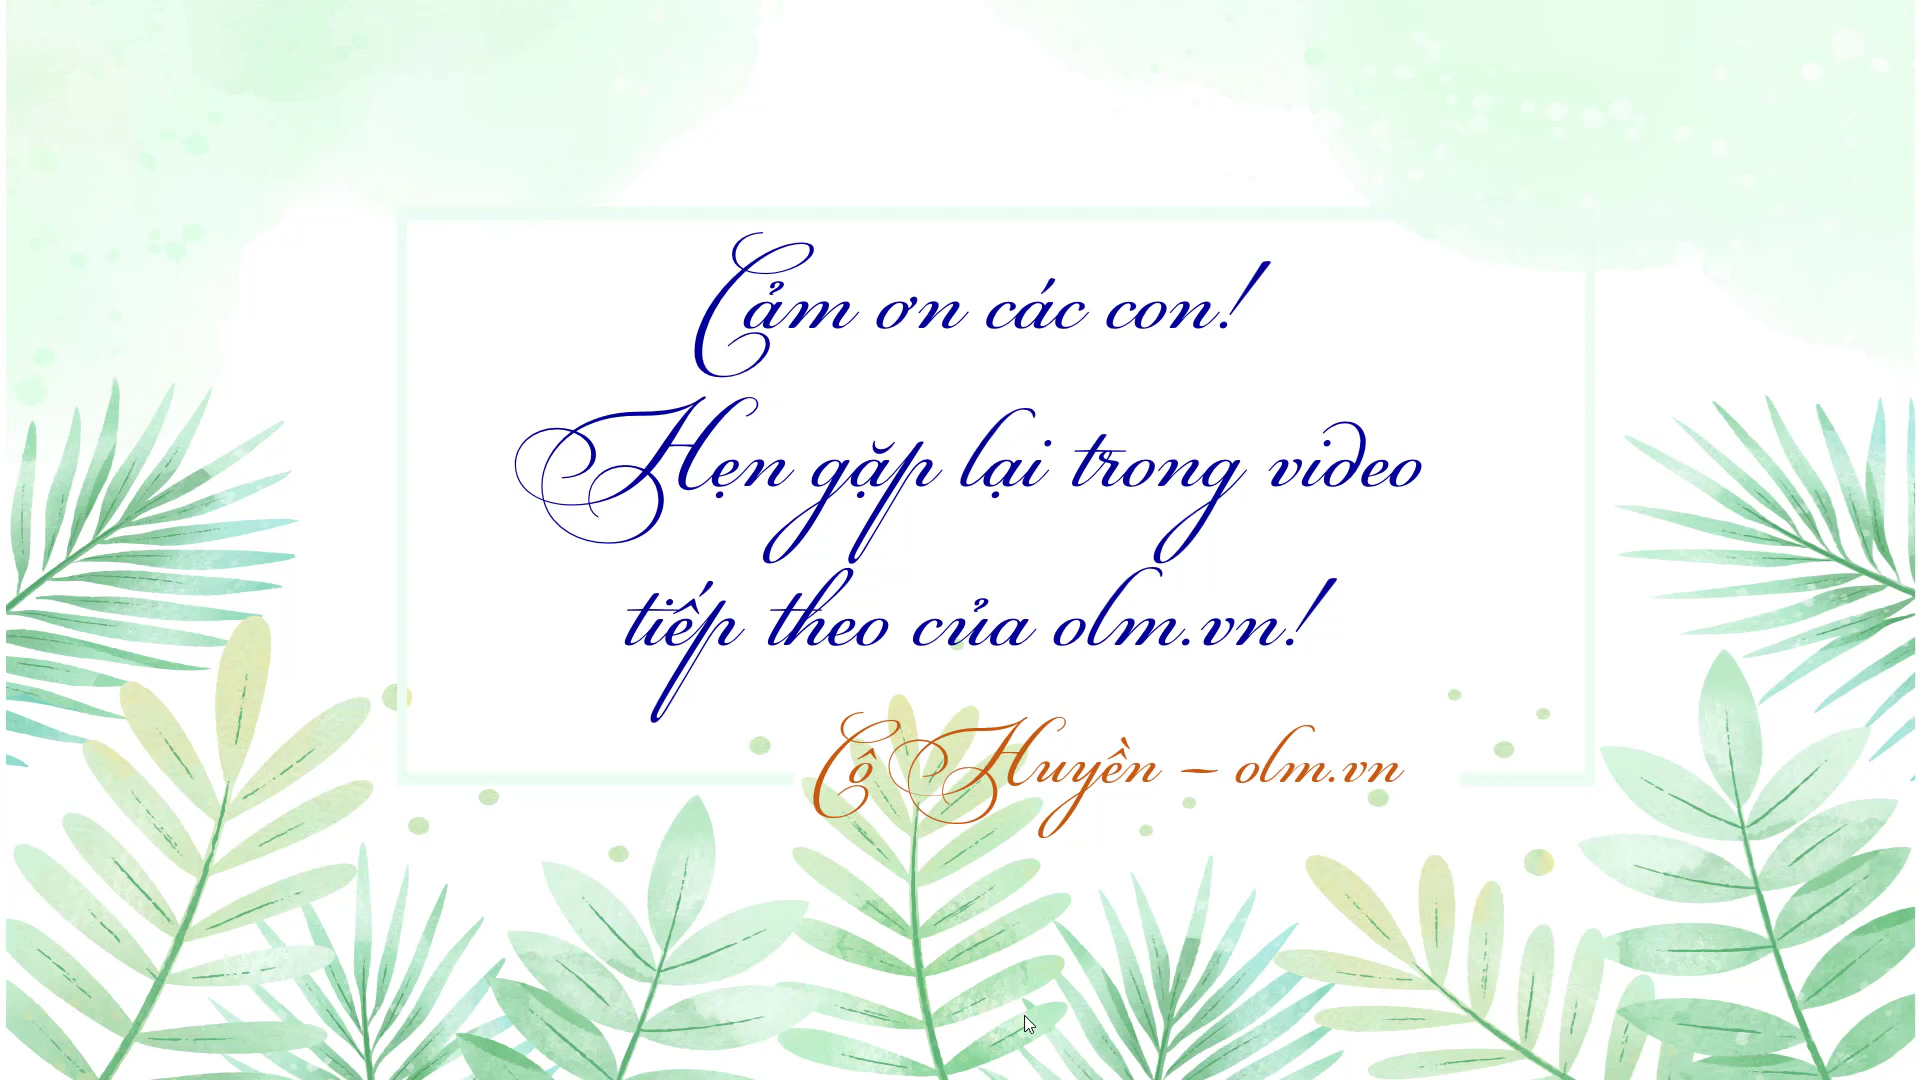 Cảm ơn các con!
Hẹn gặp lại trong video
tiếp theo của olm.vn!
Cô Huyền – olm.vn